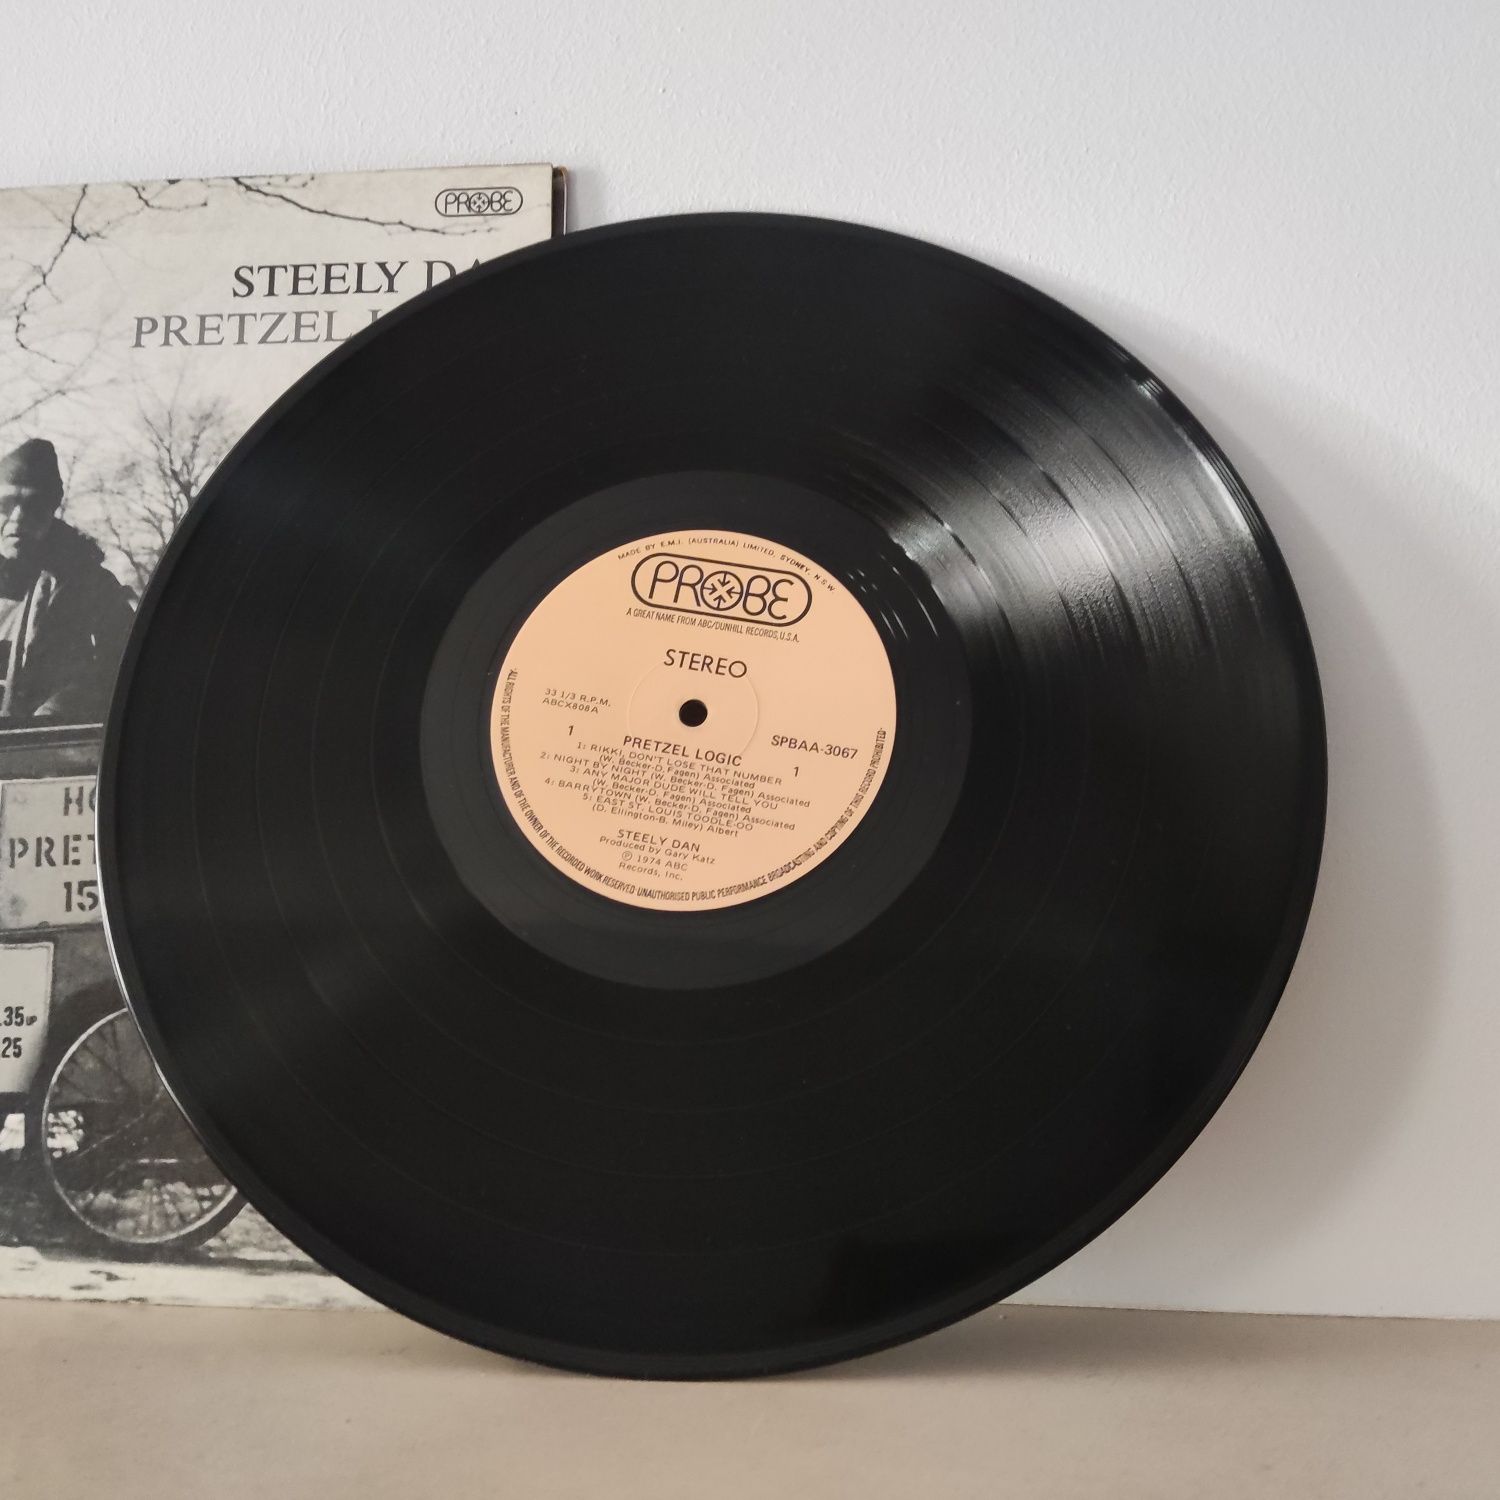 PROBE
STEELY DA
PRETZEL L
PRET
15
.35 UP
.25
MADE BY E.M.I. (AUSTRALIA) LIMITED, SYDNEY, N.S.W.
PROBE
A GREAT NAME FROM ABC/DUNHILL RECORDS, U.S.A.
STEREO
33 1/3 R.P.M.
ABCX808A
SPBAA-3067
1
1
PRETZEL LOGIC
1: RIKKI, DON'T LOSE THAT NUMBER
(W. Becker-D. Fagen) Associated
2: NIGHT BY NIGHT (W. Becker-D. Fagen) Associated
3: ANY MAJOR DUDE WILL TELL YOU
(W. Becker-D. Fagen) Associated
4: BARRYTOWN (W. Becker-D. Fagen) Associated
5: EAST ST. LOUIS TOODLE-OO
(D. Ellington-B. Miley) Albert
STEELY DAN
Produced by Gary Katz
Ⓟ 1974 ABC
Records, Inc.
·ALL RIGHTS OF THE MANUFACTURER AND OF THE OWNER OF THE RECORDED WORK RESERVED UNAUTHORISED PUBLIC PERFORMANCE BROADCASTING AND COPYING OF THIS RECORD PROHIBITED·